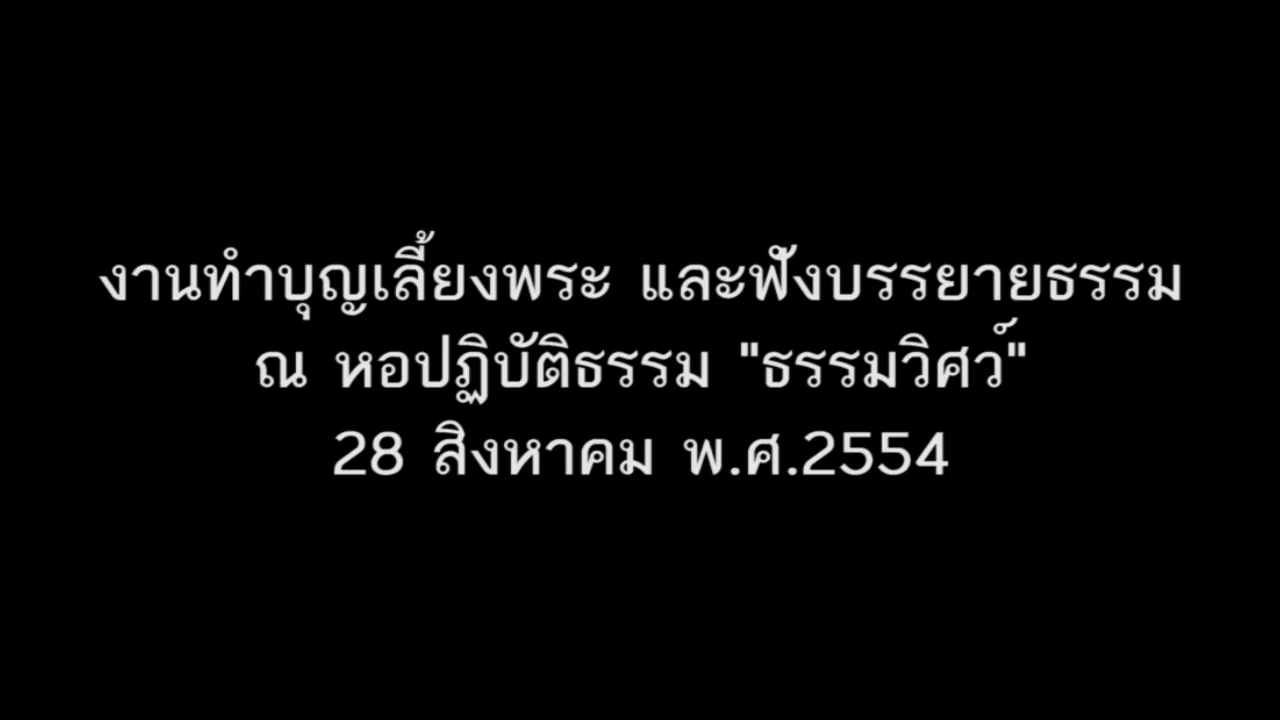 งานทำบุญเลี้ยงพระ และฟังบรรยายธรรม
ณ หอปฏิบัติธรรม "ธรรมวิศว์"
28 สิงหาคม พ.ศ.2554